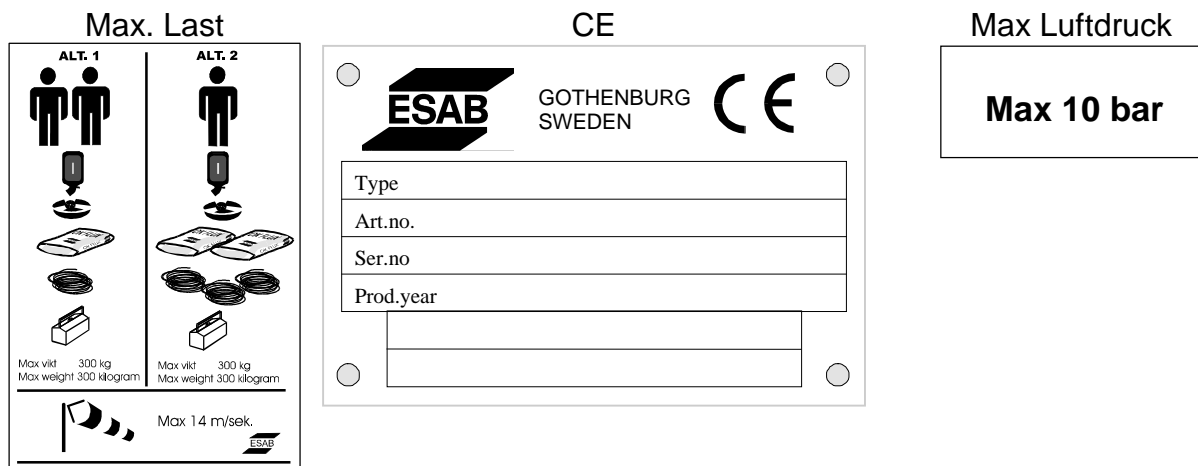 Max. Last
ALT. 1
ALT. 2
Max vikt 300 kg
Max weight 300 kilogram
Max vikt 300 kg
Max weight 300 kilogram
Max 14 m/sek.
ESAB
CE
ESAB
GOTHENBURG
SWEDEN
CE
Type
Art.no.
Ser.no
Prod.year
Max Luftdruck
Max 10 bar